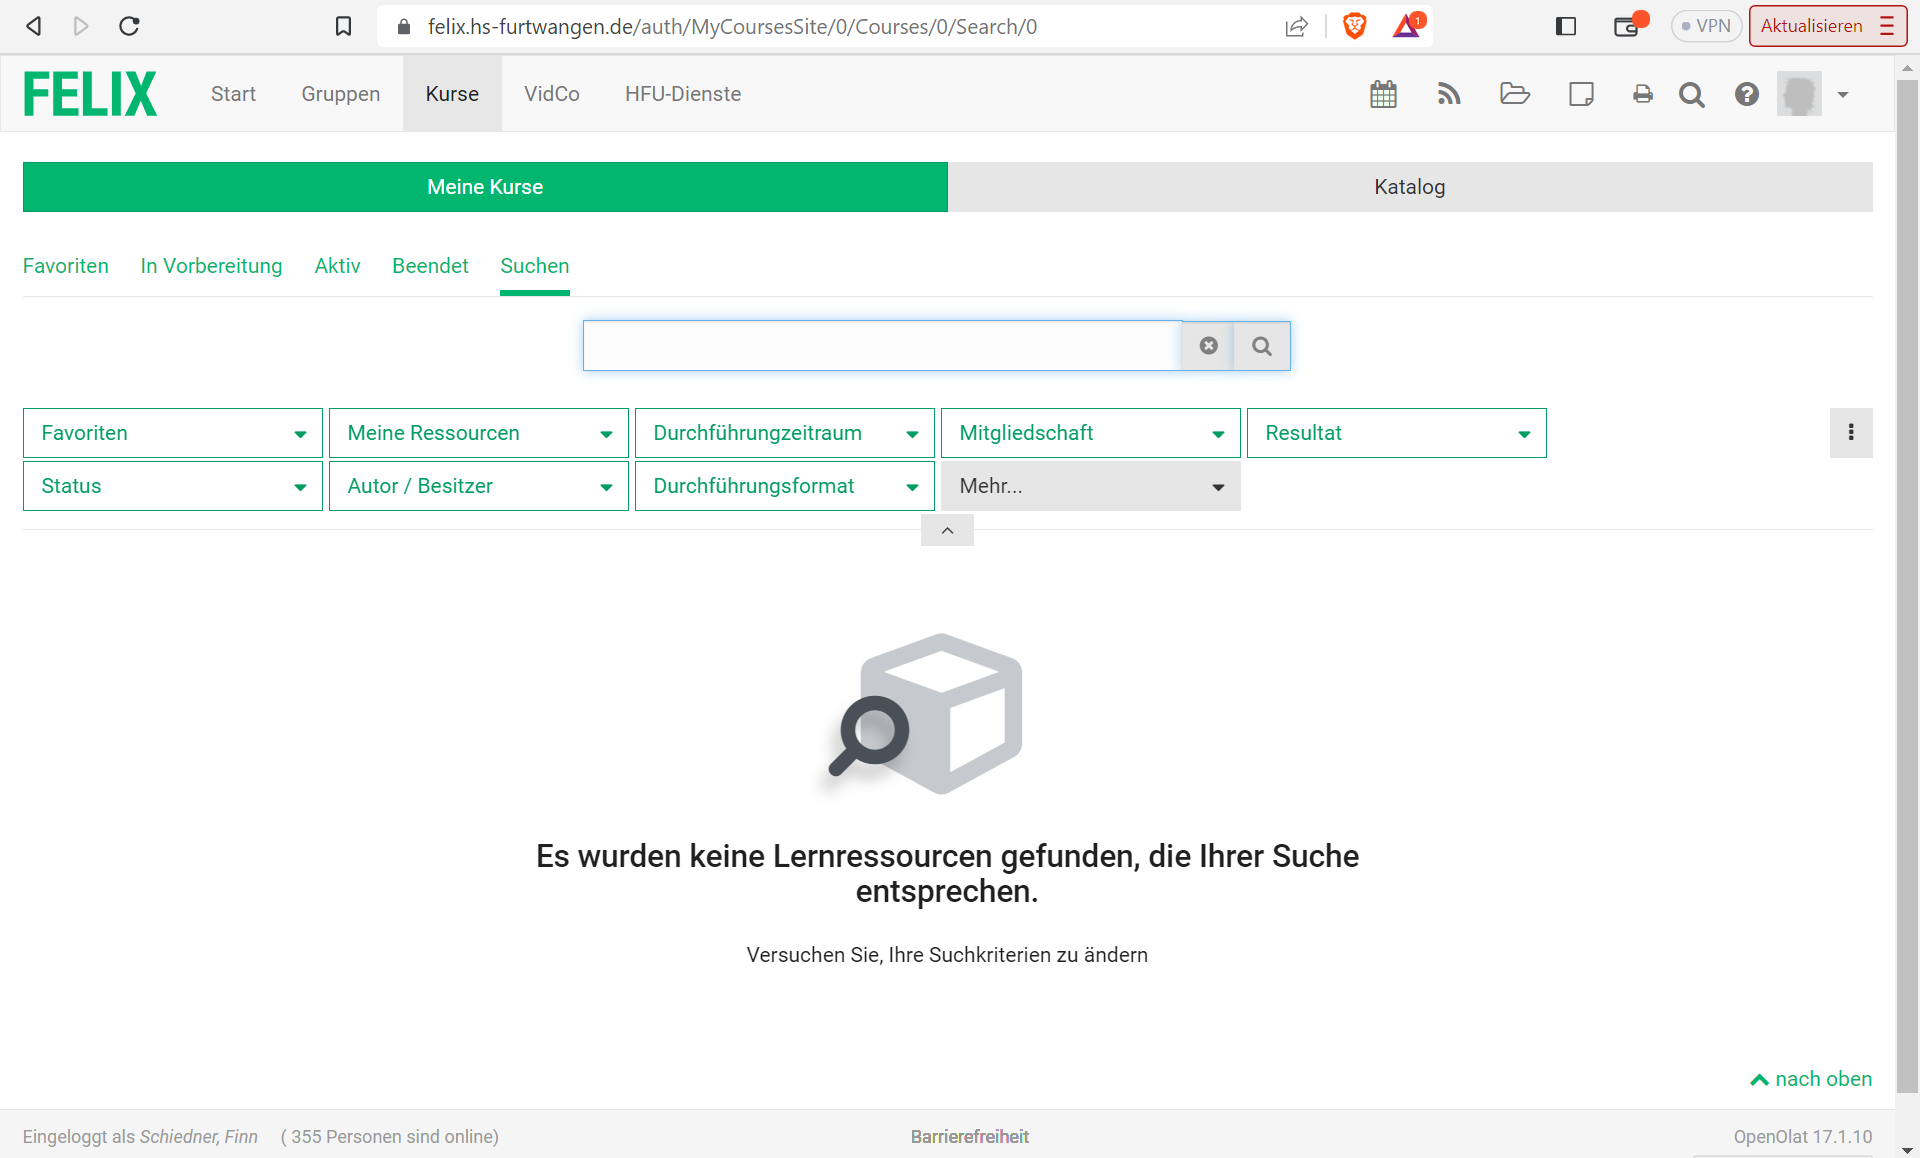 felix.hs-furtwangen.de/auth/MyCoursesSite/0/Courses/0/Search/0
1
VPN
Aktualisieren
FELIX
Start Gruppen Kurse VidCo HFU-Dienste
Meine Kurse
Katalog
Favoriten In Vorbereitung Aktiv Beendet Suchen
Favoriten Meine Ressourcen Durchführungzeitraum Mitgliedschaft Resultat
Status Autor / Besitzer Durchführungsformat Mehr...
Es wurden keine Lernressourcen gefunden, die Ihrer Suche
entsprechen.
Versuchen Sie, Ihre Suchkriterien zu ändern
nach oben
Eingeloggt als Schiedner, Finn ( 355 Personen sind online)
Barrierefreiheit
OpenOlat 17.1.10